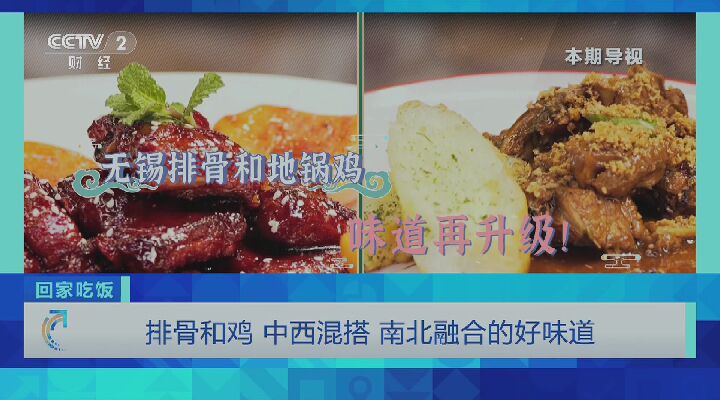 CCTV 2
财经
本期导视
无锡排骨和地锅鸡
味道再升级!
回家吃饭
排骨和鸡 中西混搭 南北融合的好味道